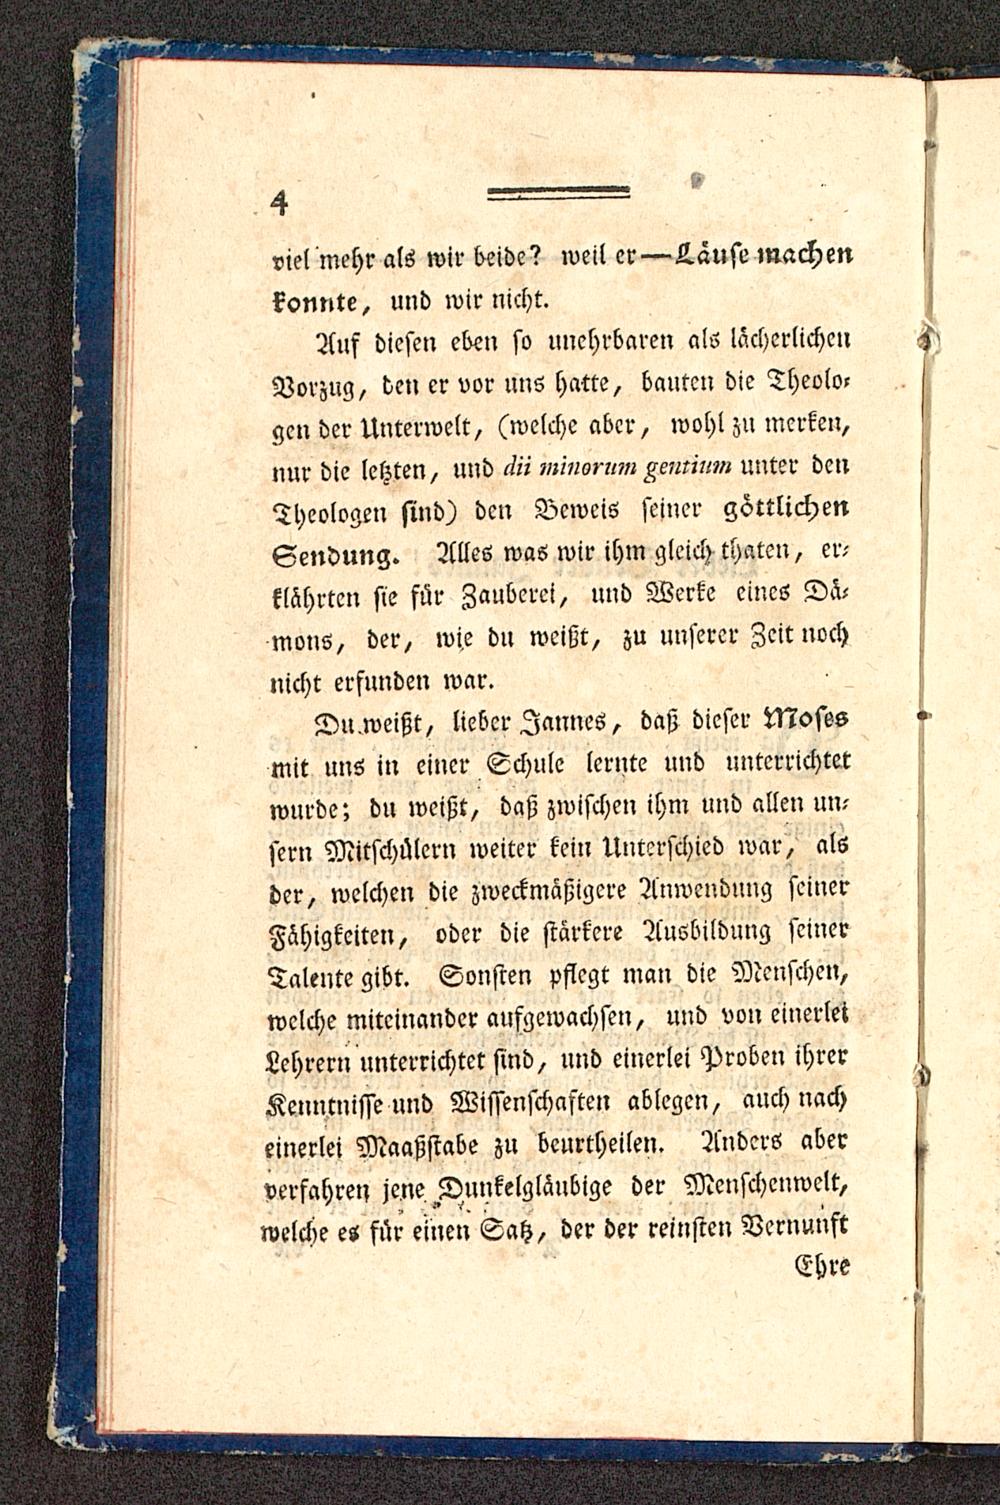 4
viel mehr als wir beide? weil er — Läuse machen
konnte, und wir nicht.
Auf diesen eben so unehrbaren als lächerlichen
Vorzug, den er vor uns hatte, bauten die Theolo-
gen der Unterwelt, (welche aber, wohl zu merken,
nur die letzten, und dii minorum gentium unter den
Theologen sind) den Beweis seiner göttlichen
Sendung. Alles was wir ihm gleich thaten, er-
klährten sie für Zauberei, und Werke eines Dä-
mons, der, wie du weißt, zu unserer Zeit noch
nicht erfunden war.
Du weißt, lieber Jannes, daß dieser Moses
mit uns in einer Schule lernte und unterrichtet
wurde; du weißt, daß zwischen ihm und allen un-
sern Mitschülern weiter kein Unterschied war, als
der, welchen die zweckmäßigere Anwendung seiner
Fähigkeiten, oder die stärkere Ausbildung seiner
Talente gibt. Sonsten pflegt man die Menschen,
welche miteinander aufgewachsen, und von einerlei
Lehrern unterrichtet sind, und einerlei Proben ihrer
Kenntnisse und Wissenschaften ablegen, auch nach
einerlei Maaßstabe zu beurtheilen. Anders aber
verfahren jene Dunkelgläubige der Menschenwelt,
welche es für einen Satz, der der reinsten Vernunft
Ehre